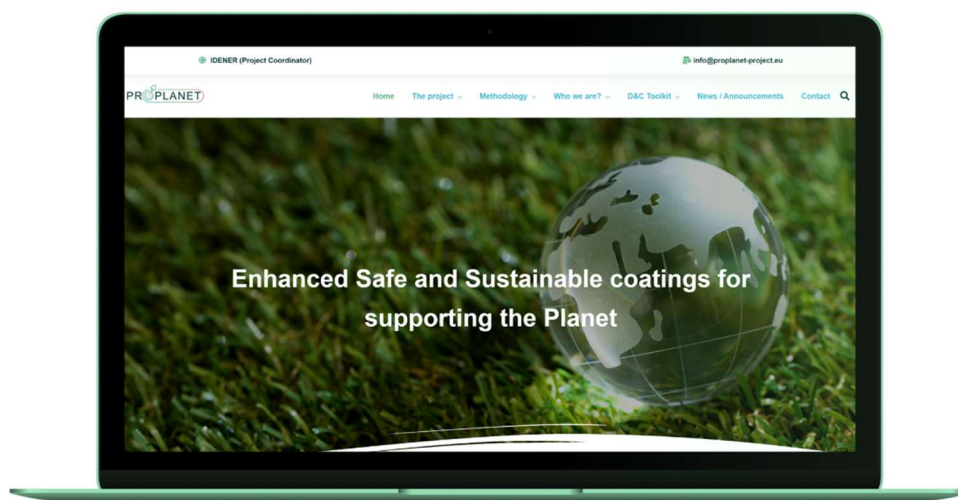 IDENER (Project Coordinator)
info@proplanet-project.eu
PROPLANET
Home The project Methodology Who we are? D&C Toolkit News / Announcements Contact
Enhanced Safe and Sustainable coatings for
supporting the Planet